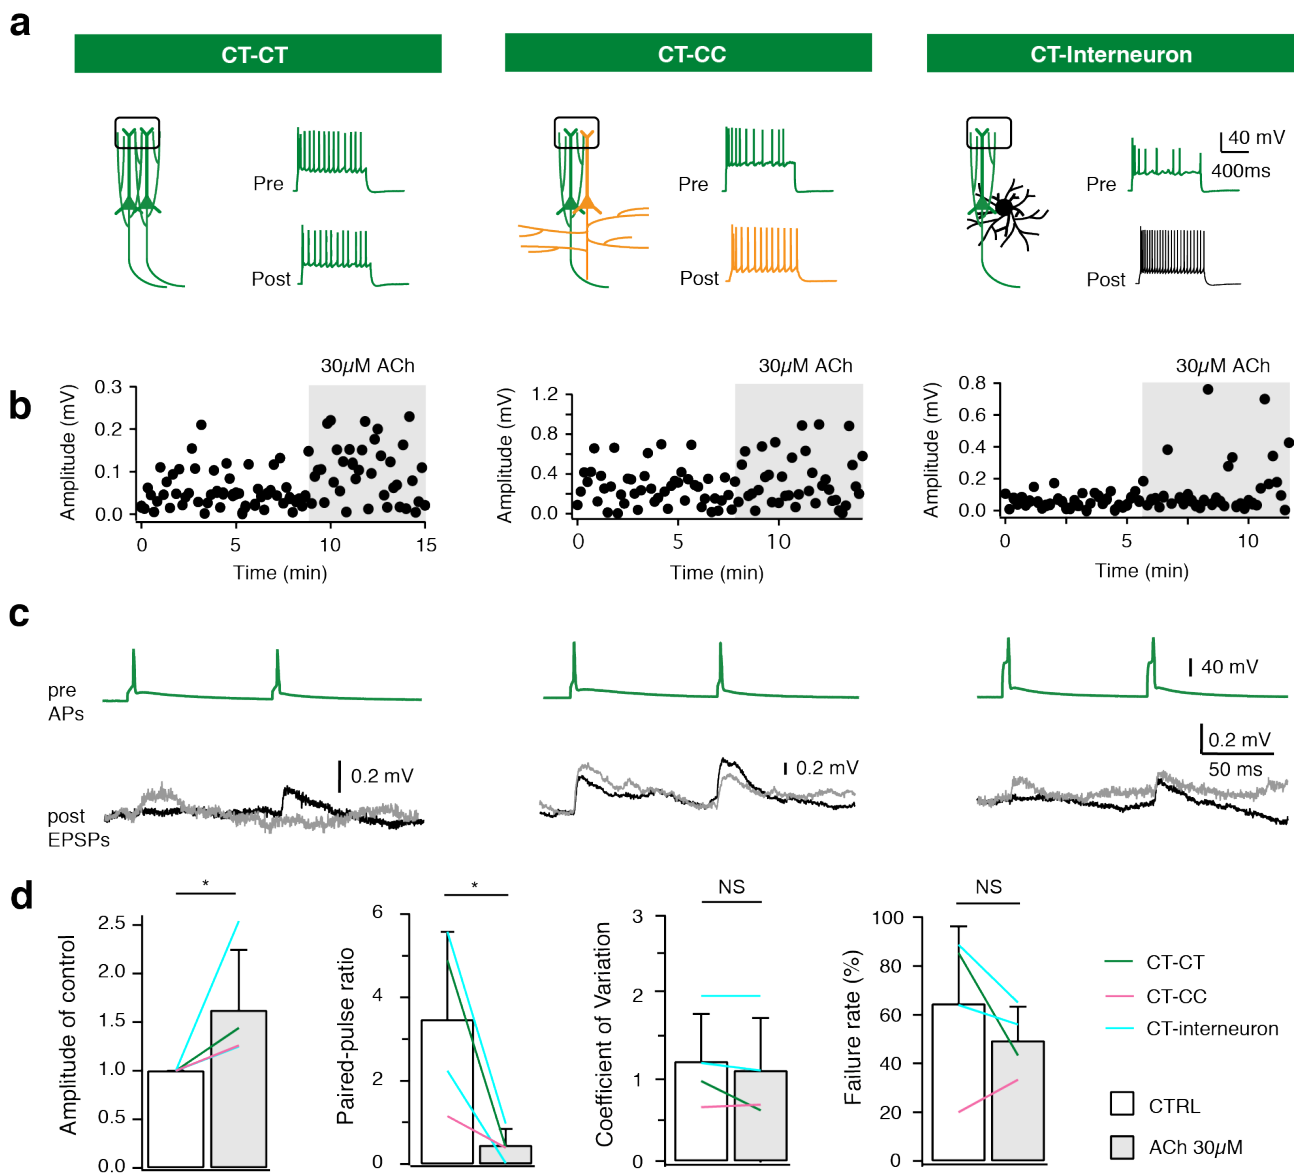 a
CT-CT
CT-CC
CT-Interneuron
Pre
Post
Pre
Post
Pre
Post
40 mV
400ms
b
30µM ACh
Amplitude (mV)
0.3
0.2
0.1
0.0
0 5 10 15
Time (min)
30µM ACh
Amplitude (mV)
1.2
0.8
0.4
0.0
0 5 10
Time (min)
30µM ACh
Amplitude (mV)
0.8
0.6
0.4
0.2
0.0
0 5 10
Time (min)
c
pre
APs
40 mV
post
EPSPs
0.2 mV
0.2 mV
0.2 mV
50 ms
d
*
Amplitude of control
2.5
2.0
1.5
1.0
0.5
0.0
*
Paired-pulse ratio
6
4
2
0
NS
Coefficient of Variation
3
2
1
0
NS
Failure rate (%)
100
80
60
40
20
0
CT-CT
CT-CC
CT-interneuron
CTRL
ACh 30µM